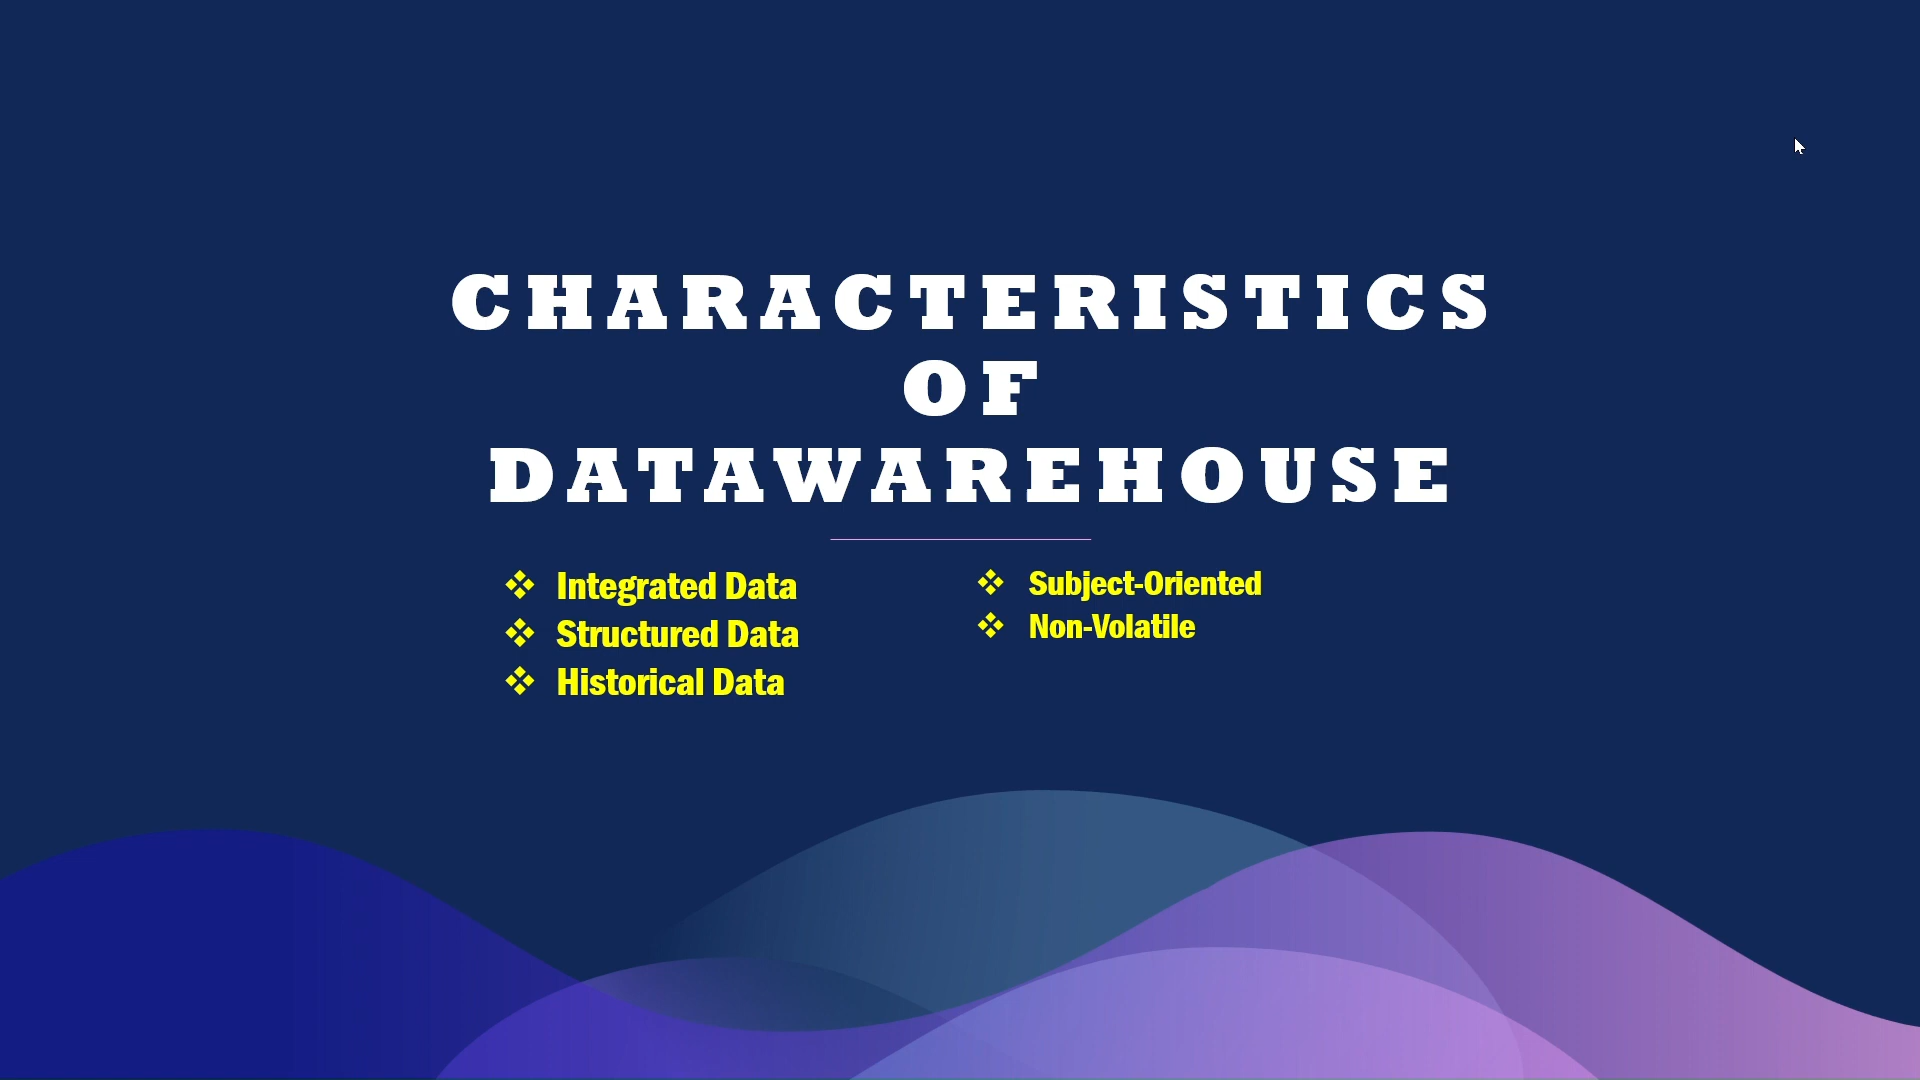 CHARACTERISTICS
OF
DATAWAREHOUSE
❖ Integrated Data
❖ Structured Data
❖ Historical Data
❖ Subject-Oriented
❖ Non-Volatile